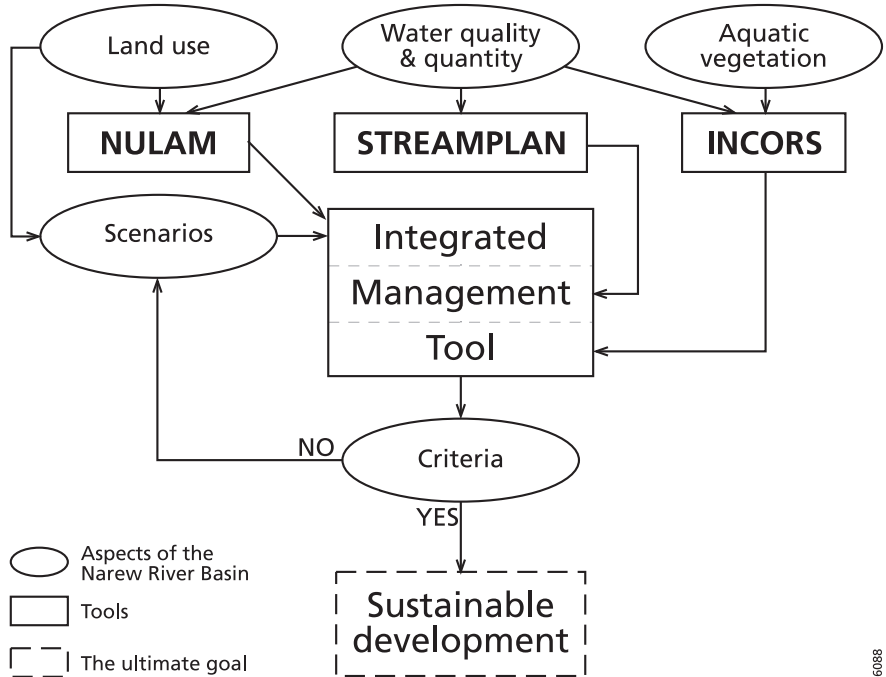 Land use
Water quality
& quantity
Aquatic
vegetation
NULAM
STREAMPLAN
INCORS
Scenarios
Integrated
Management
Tool
NO
Criteria
YES
Aspects of the
Narew River Basin
Tools
The ultimate goal
Sustainable
development
6088